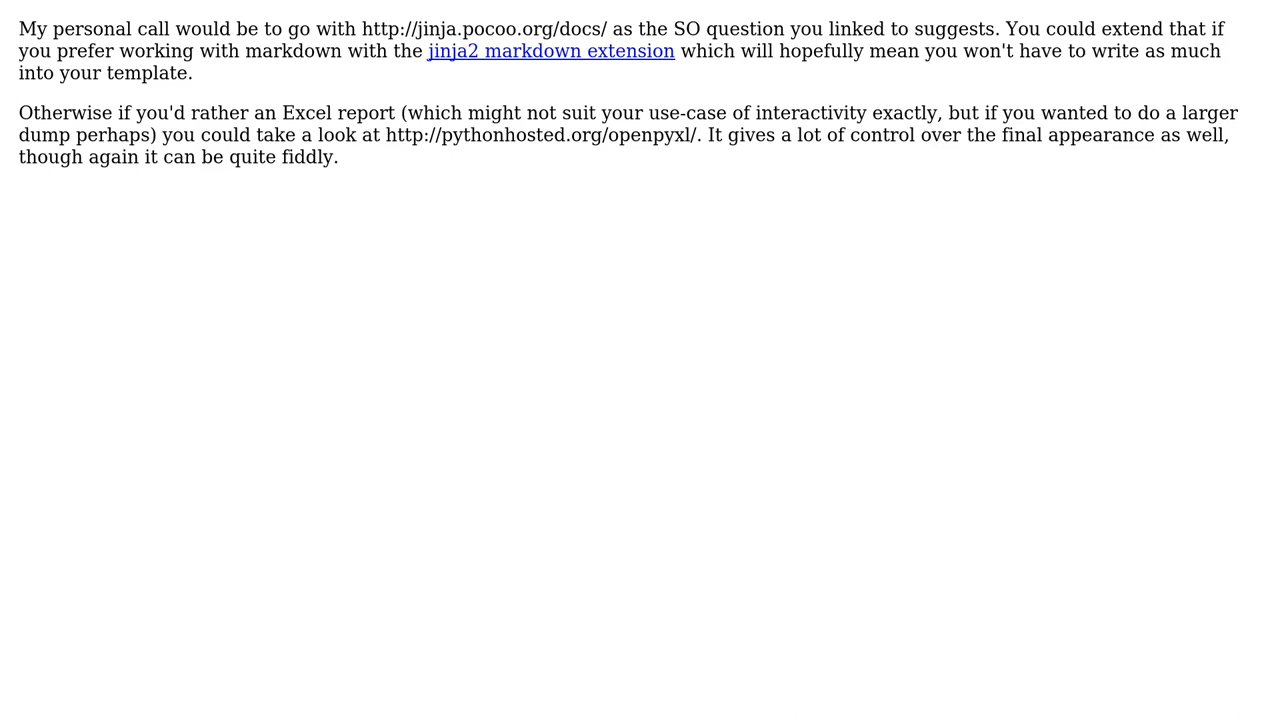 My personal call would be to go with http://jinja.pocoo.org/docs/ as the SO question you linked to suggests. You could extend that if
you prefer working with markdown with the jinja2 markdown extension which will hopefully mean you won't have to write as much
into your template.
Otherwise if you'd rather an Excel report (which might not suit your use-case of interactivity exactly, but if you wanted to do a larger
dump perhaps) you could take a look at http://pythonhosted.org/openpyxl/. It gives a lot of control over the final appearance as well,
though again it can be quite fiddly.